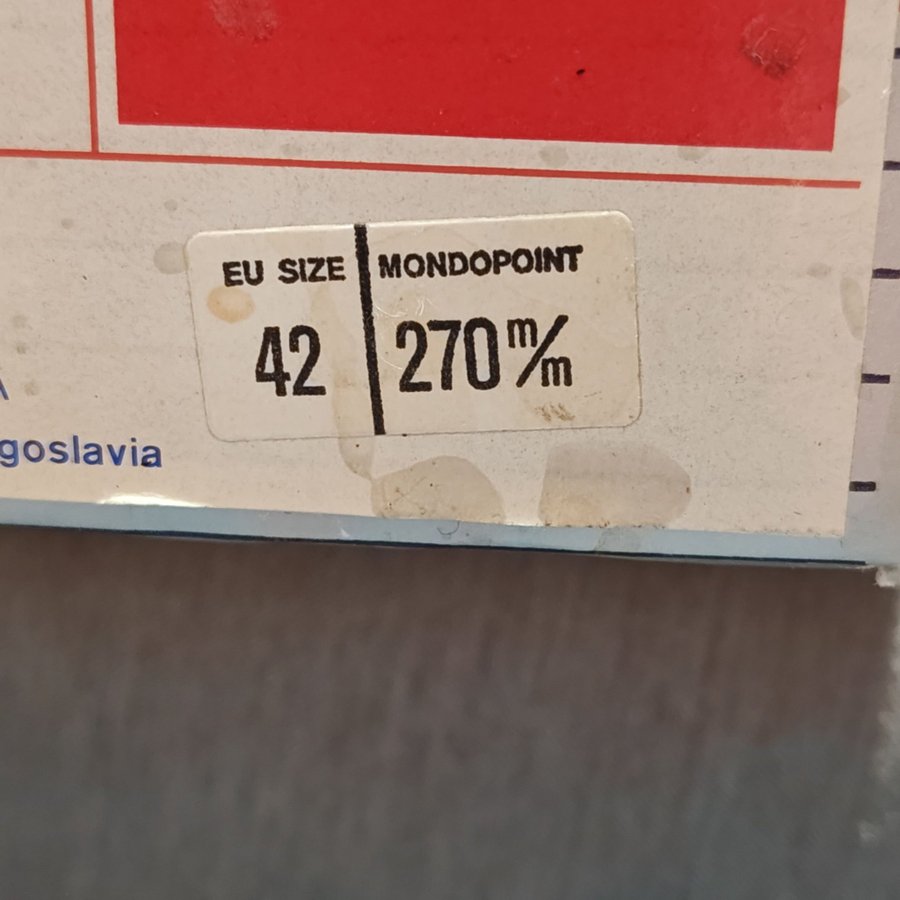 EU SIZE MONDOPOINT
42 270 m/m
goslavia